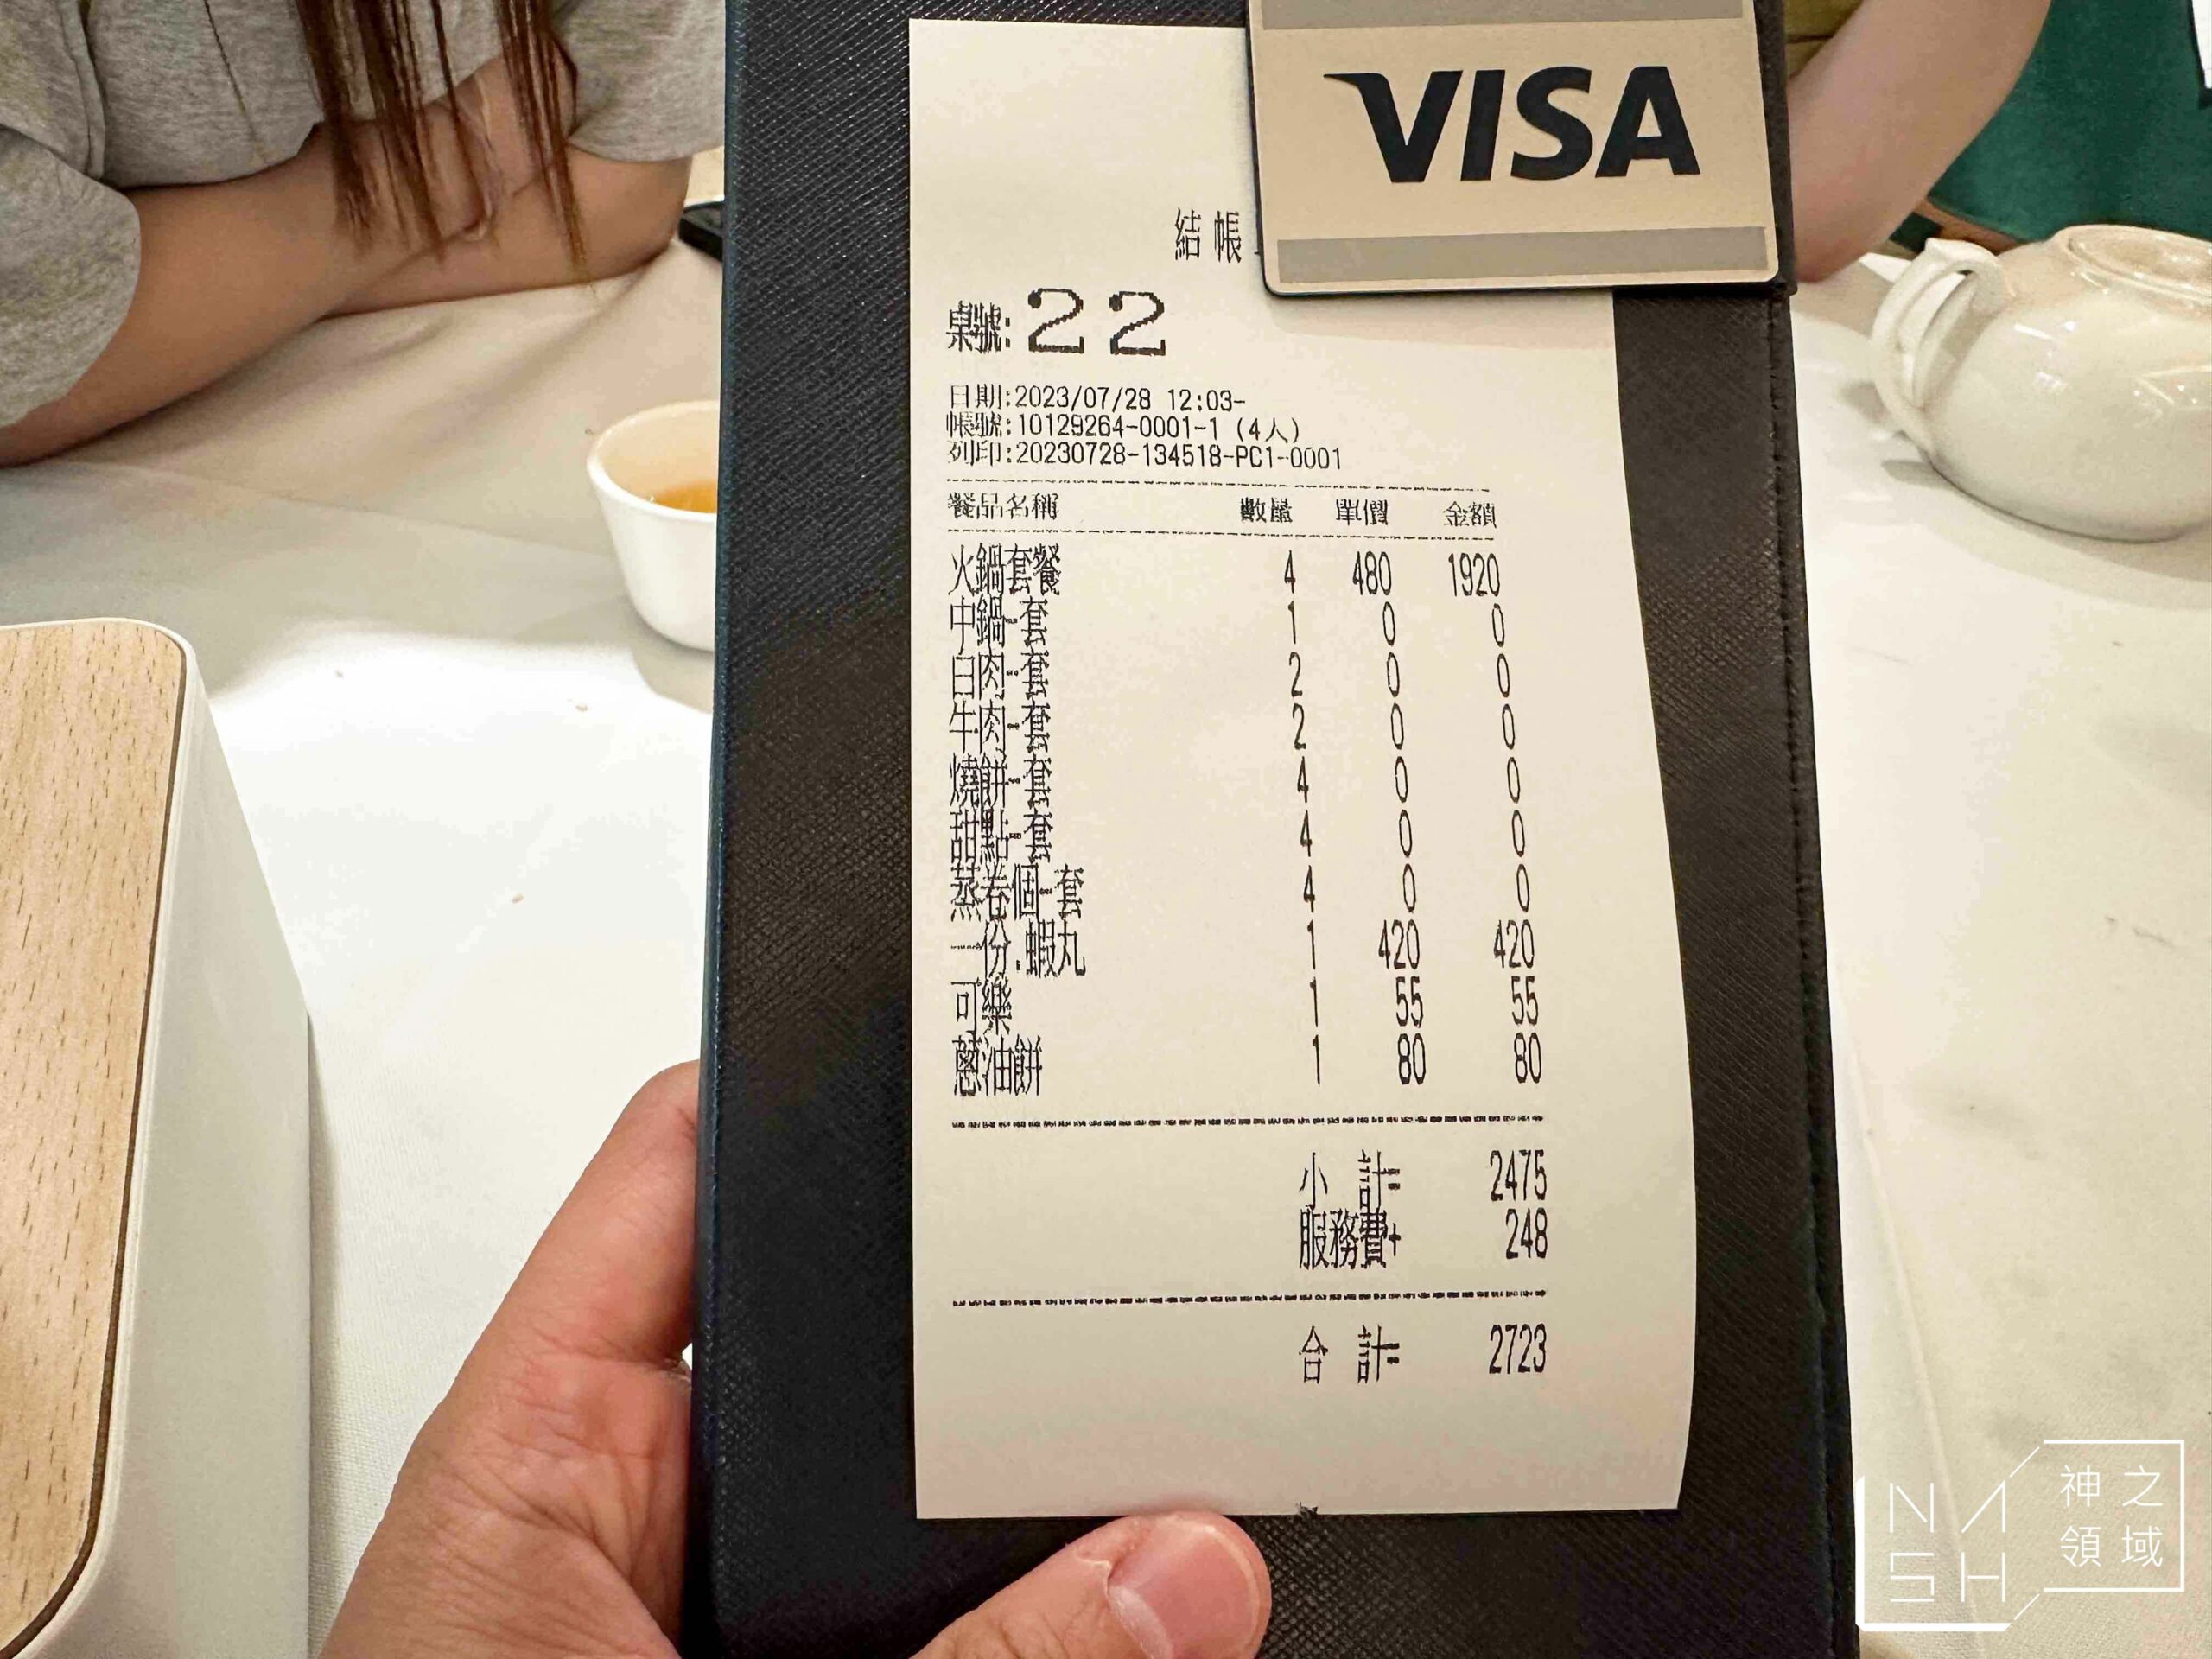 VISA
結帳
桌號:22
日期:2023/07/28 12:03-
帳號:10129264-0001-1 (4人)
列印:20230728-134518-PC1-0001
餐品名稱 數量 單價 金額
火鍋套餐 4 480 1920
中鍋-套 1 0 0
白肉-套 2 0 0
牛肉-套 2 0 0
燒餅-套 4 0 0
甜點-套 4 0 0
蒸卷個-套 4 0 0
一份.蝦丸 1 420 420
可樂 1 55 55
蔥油餅 1 80 80
小 計= 2475
服務費+ 248
合 計= 2723
NASH
神之領域